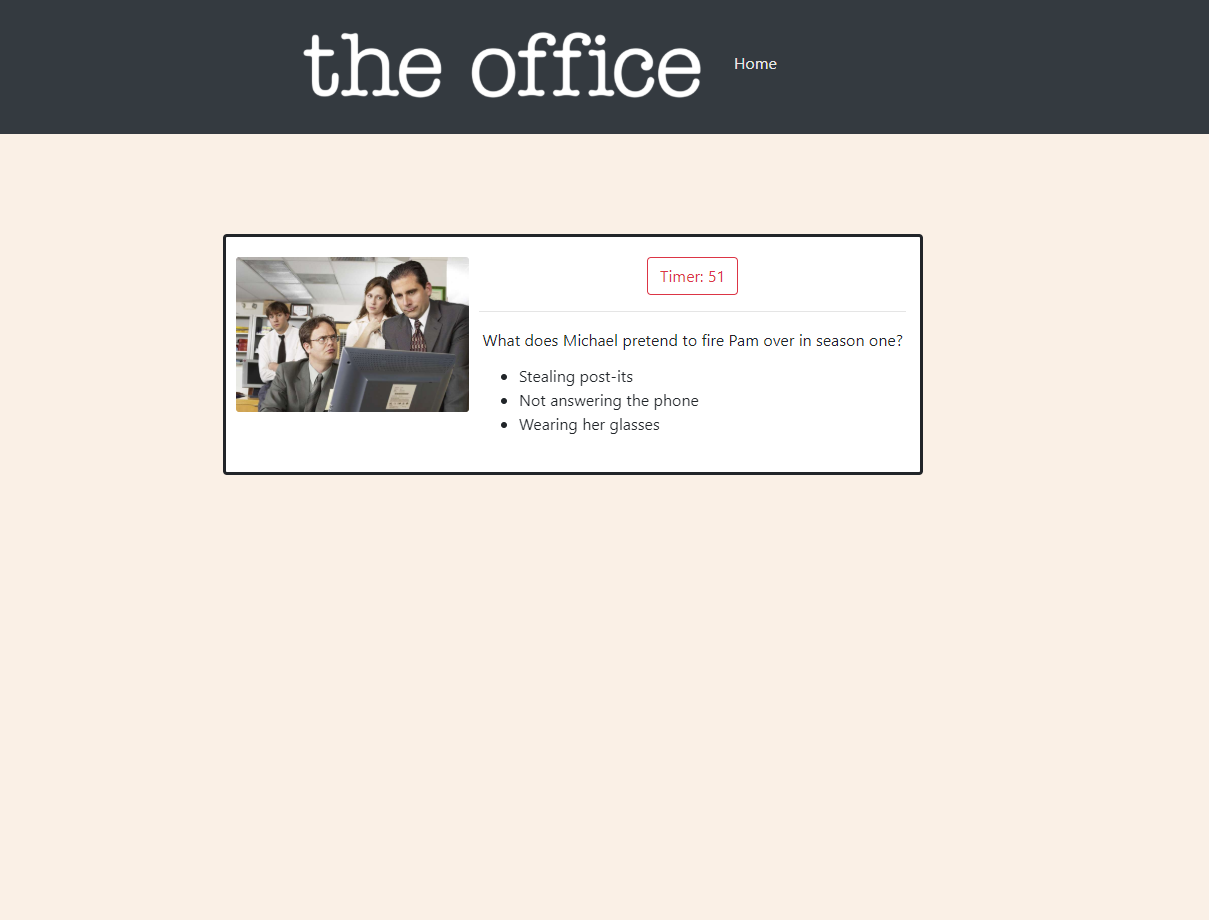 the office
Home
Timer: 51
What does Michael pretend to fire Pam over in season one?
Stealing post-its
Not answering the phone
Wearing her glasses